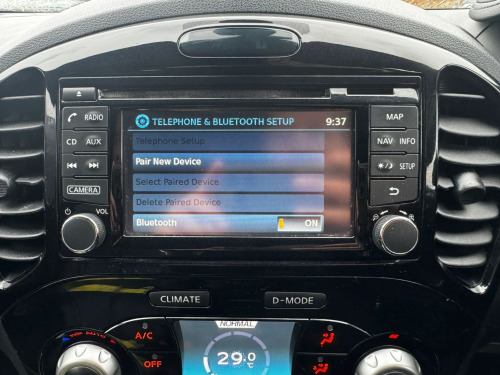 TELEPHONE & BLUETOOTH SETUP 9:37
Telephone Setup
Pair New Device
Select Paired Device
Delete Paired Device
Bluetooth ON
RADIO
CD AUX
CAMERA
VOL
MAP
NAV INFO
SETUP
CLIMATE
D-MODE
NORMAL
A/C
OFF
29.0 °C